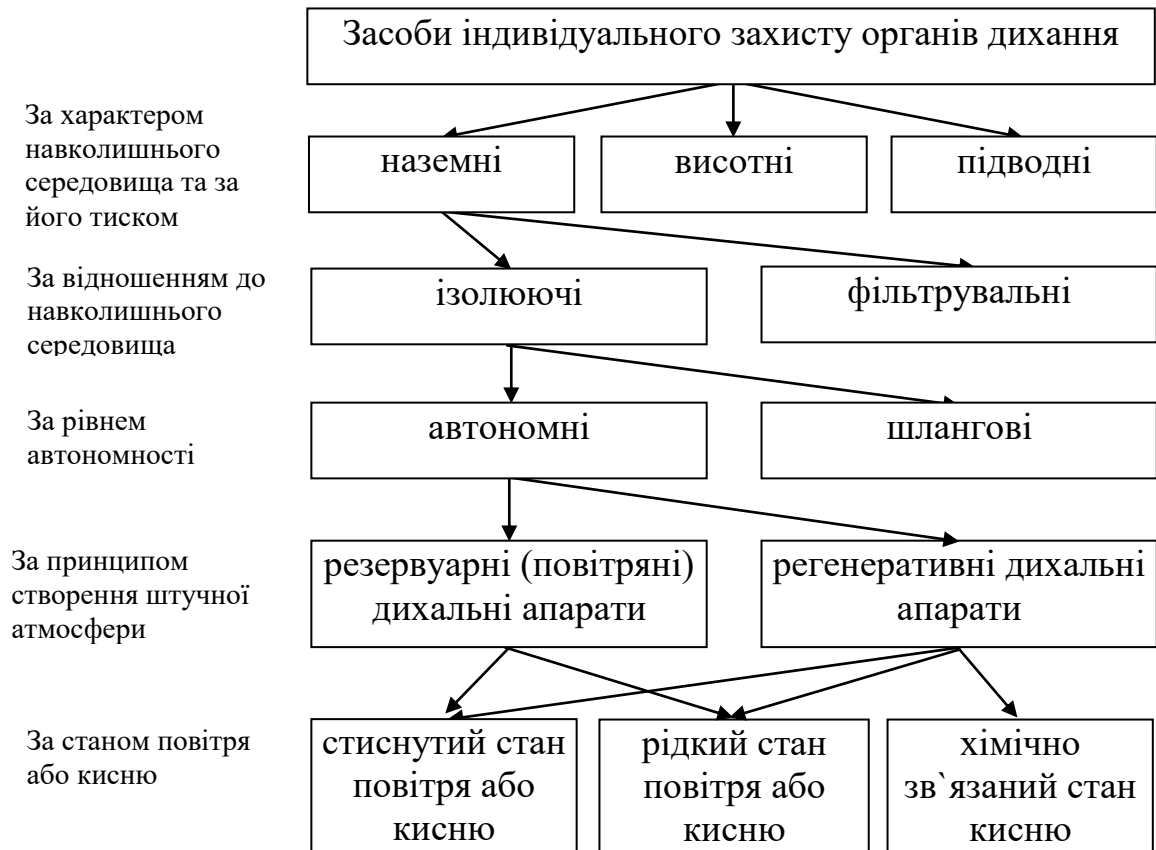 Засоби індивідуального захисту органів дихання
За характером
навколишнього
середовища та за
його тиском
наземні
висотні
підводні
За відношенням до
навколишнього
середовища
ізолюючі
фільтрувальні
За рівнем
автономності
автономні
шлангові
За принципом
створення штучної
атмосфери
резервуарні (повітряні)
дихальні апарати
регенеративні дихальні
апарати
За станом повітря
або кисню
стиснутий стан
повітря або
кисню
рідкий стан
повітря або
кисню
хімічно
зв`язаний стан
кисню